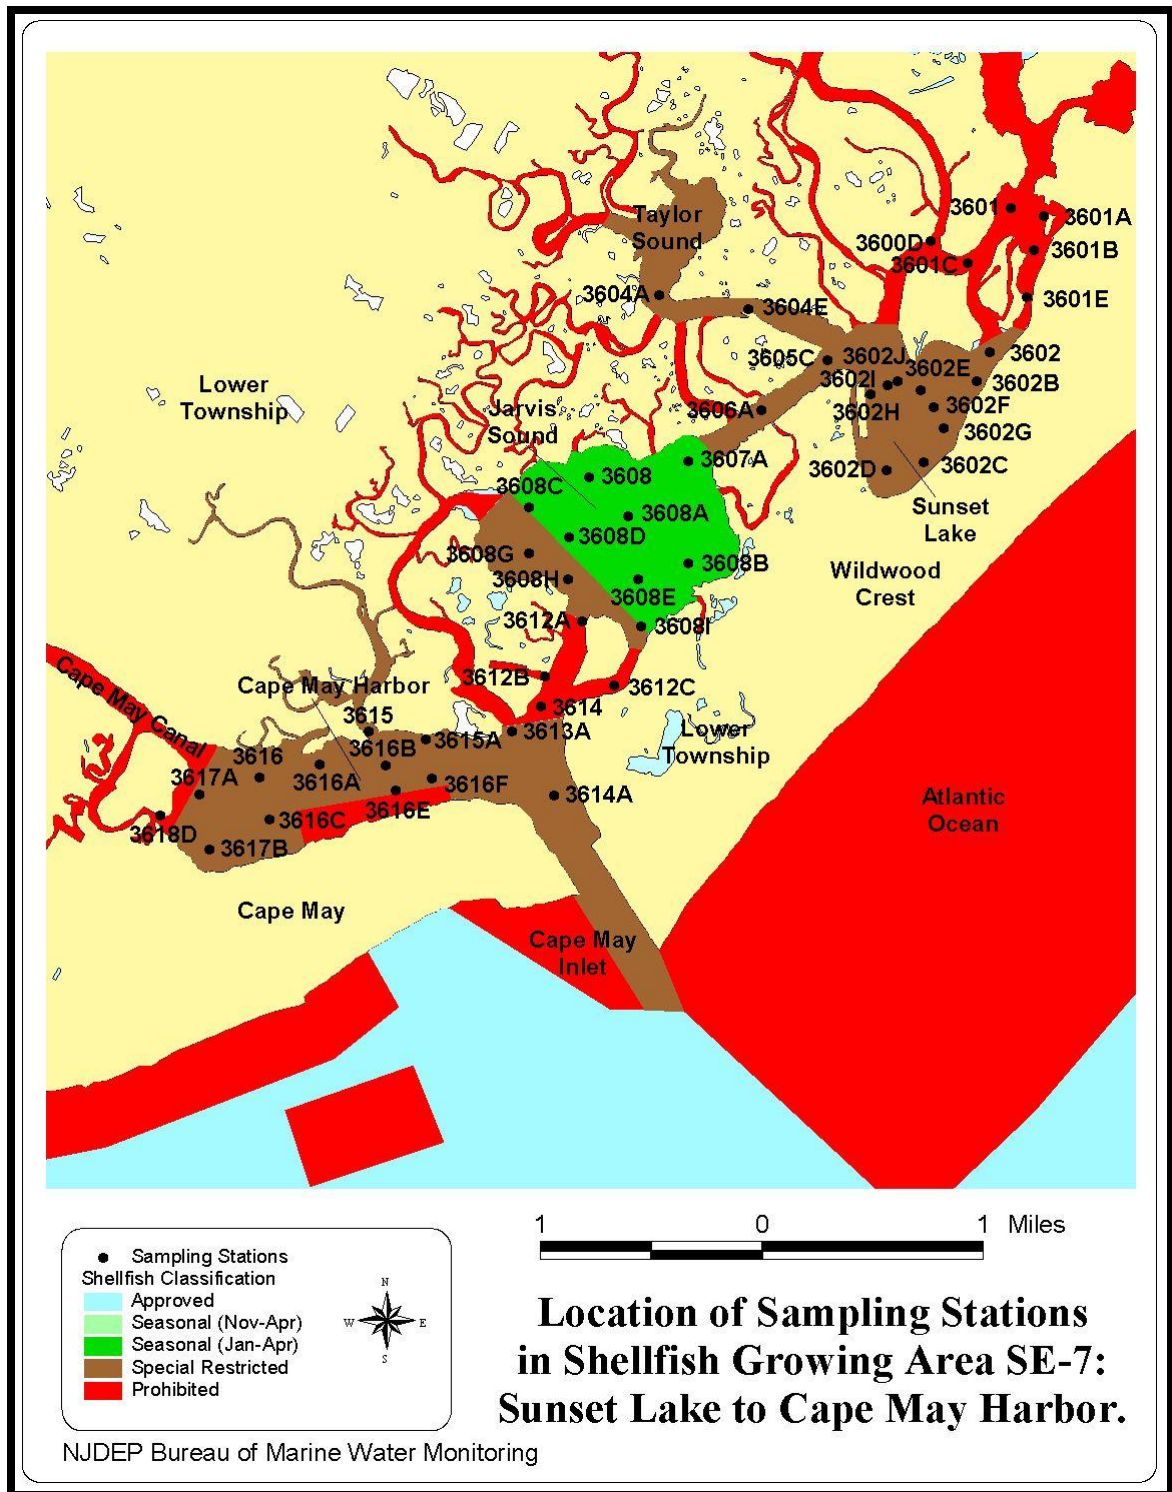 Taylor
Sound
3601
3601A
3600D
3601B
3601C
3604A
3601E
3604E
3605C
3602J
3602
3602E
3602I
3602B
Lower
Township
3602H
3602F
Jarvis
Sound
3606A
3602G
3607A
3602D
3602C
3608
3608C
Sunset
Lake
3608A
3608D
3608G
3608B
Wildwood
Crest
3608H
3608E
3612A
3608I
3612B
Cape May Canal
Cape May Harbor
3612C
3614
3615
3613A
Lower
Township
3615A
3616B
3616
3617A
3616A
3616F
3614A
3616E
Atlantic
Ocean
3616C
3618D
3617B
Cape May
Cape May
Inlet
1 0 1 Miles
Sampling Stations
Shellfish Classification
Approved
Seasonal (Nov-Apr)
Seasonal (Jan-Apr)
Special Restricted
Prohibited
N
W E
S
Location of Sampling Stations
in Shellfish Growing Area SE-7:
Sunset Lake to Cape May Harbor.
NJDEP Bureau of Marine Water Monitoring